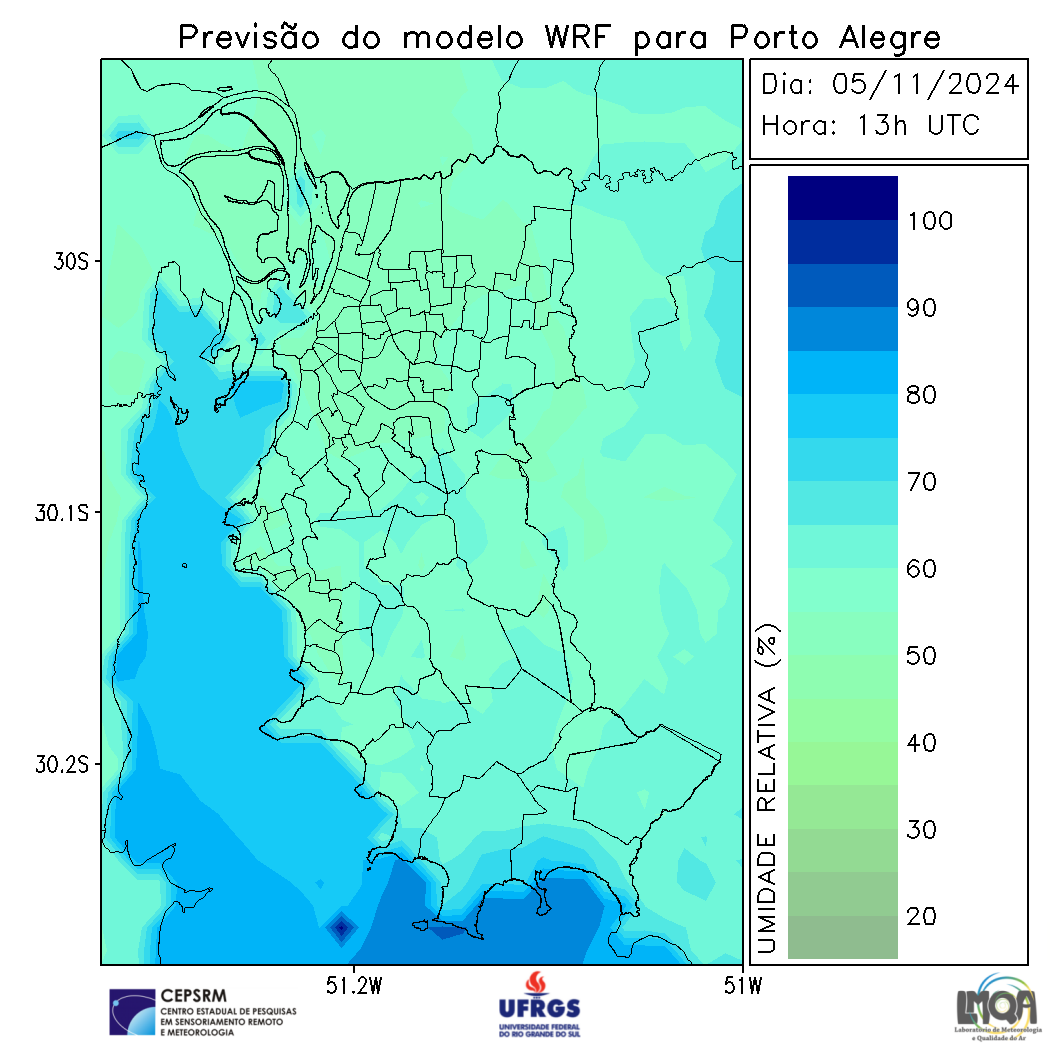 Previsão do modelo WRF para Porto Alegre
Dia: 05/11/2024
Hora: 13h UTC
100
90
80
70
60
50
40
30
20
UMIDADE RELATIVA (%)
30S
30.1S
30.2S
51.2W
51W
CEPSRM
CENTRO ESTADUAL DE PESQUISAS
EM SENSORIAMENTO REMOTO
E METEOROLOGIA
UFRGS
UNIVERSIDADE FEDERAL
DO RIO GRANDE DO SUL
LMQA
Laboratório de Meteorologia
e Qualidade do Ar